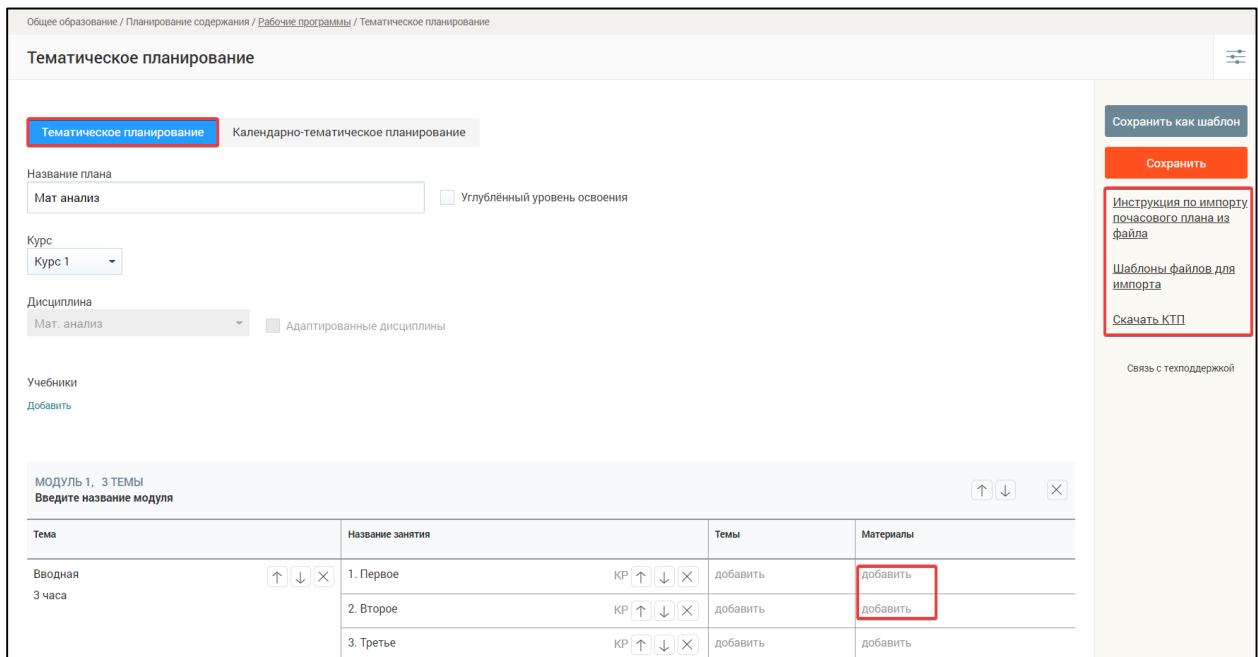 Общее образование / Планирование содержания / Рабочие программы / Тематическое планирование
Тематическое планирование
Тематическое планирование
Календарно-тематическое планирование
Сохранить как шаблон
Сохранить
Инструкция по импорту
почасового плана из
файла
Шаблоны файлов для
импорта
Скачать КТП
Связь с техподдержкой
Название плана
Мат анализ
Углублённый уровень освоения
Курс
Курс 1
Дисциплина
Мат. анализ
Адаптированные дисциплины
Учебники
Добавить
МОДУЛЬ 1, 3 ТЕМЫ
Введите название модуля
Тема Название занятия Темы Материалы
Вводная
3 часа
1. Первое КР добавить добавить
2. Второе КР добавить добавить
3. Третье КР добавить добавить